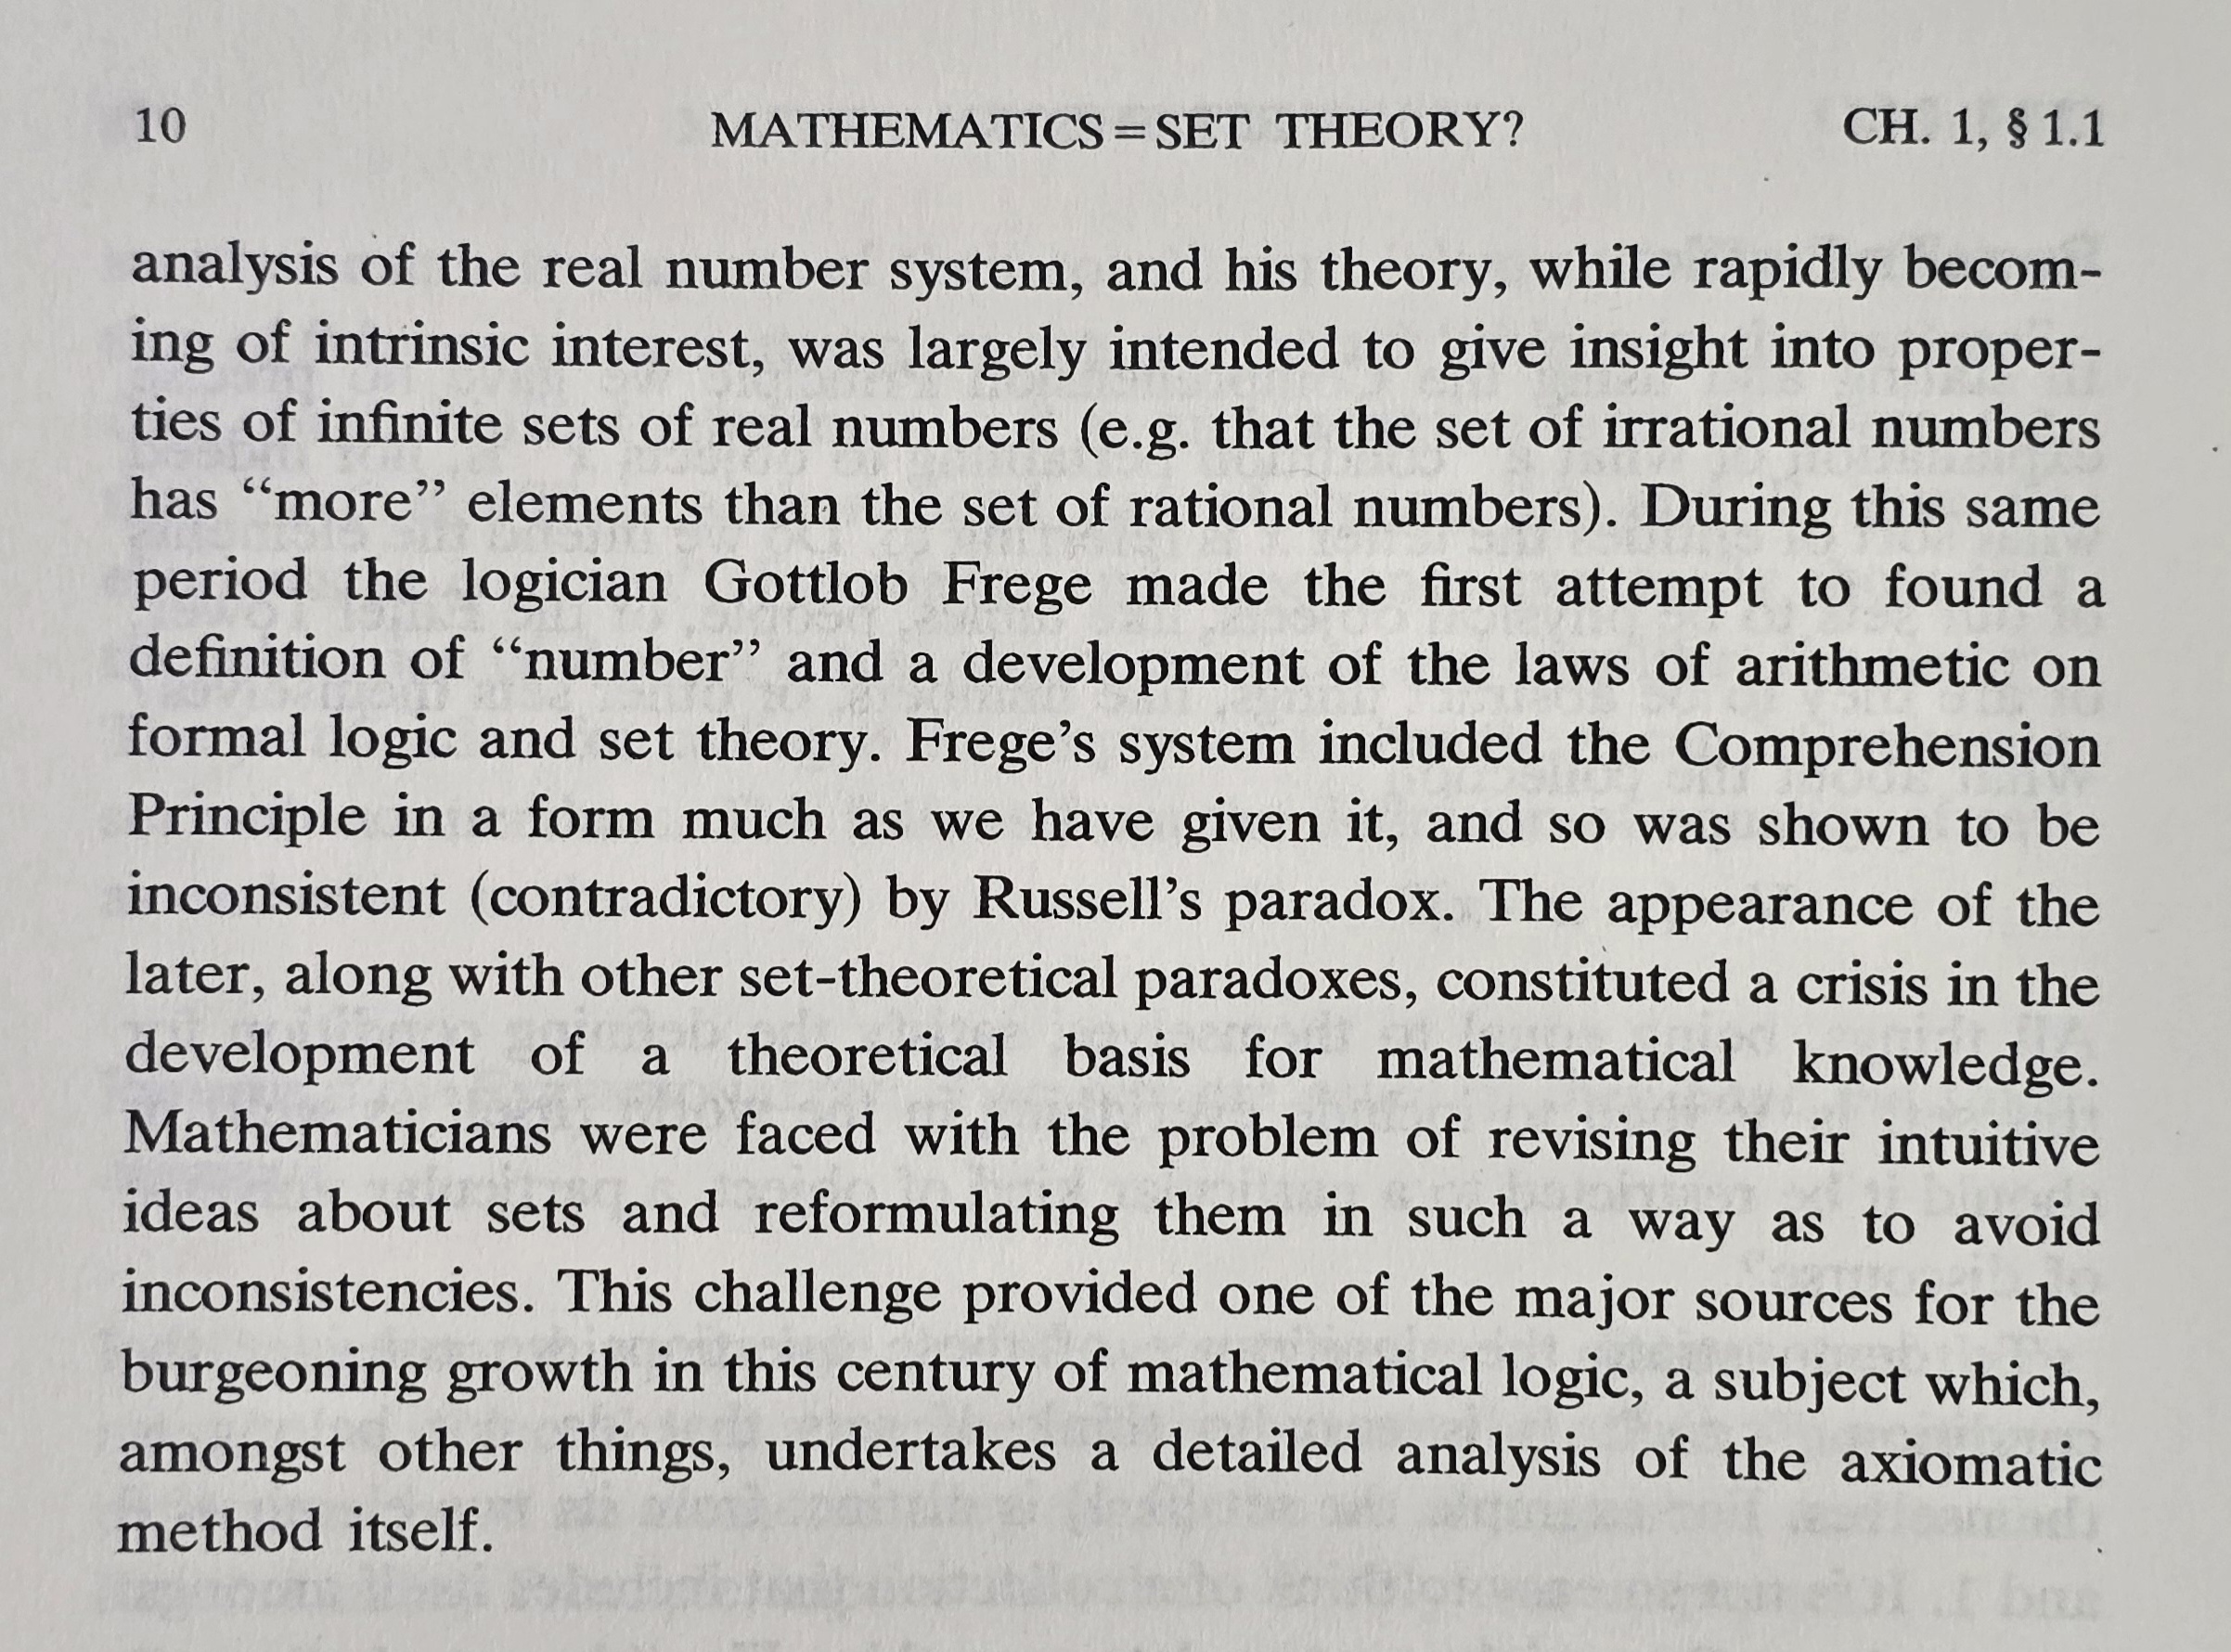 10 MATHEMATICS=SET THEORY? CH. 1, § 1.1
analysis of the real number system, and his theory, while rapidly becom-
ing of intrinsic interest, was largely intended to give insight into proper-
ties of infinite sets of real numbers (e.g. that the set of irrational numbers
has “more” elements than the set of rational numbers). During this same
period the logician Gottlob Frege made the first attempt to found a
definition of “number” and a development of the laws of arithmetic on
formal logic and set theory. Frege’s system included the Comprehension
Principle in a form much as we have given it, and so was shown to be
inconsistent (contradictory) by Russell’s paradox. The appearance of the
later, along with other set-theoretical paradoxes, constituted a crisis in the
development of a theoretical basis for mathematical knowledge.
Mathematicians were faced with the problem of revising their intuitive
ideas about sets and reformulating them in such a way as to avoid
inconsistencies. This challenge provided one of the major sources for the
burgeoning growth in this century of mathematical logic, a subject which,
amongst other things, undertakes a detailed analysis of the axiomatic
method itself.